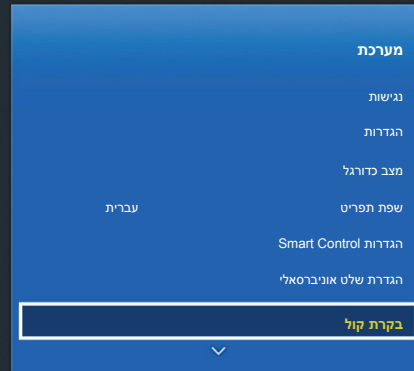 מערכת
נגישות
הגדרות
מצב כדורגל
שפת תפריט עברית
הגדרות Smart Control
הגדרת שלט אוניברסאלי
בקרת קול